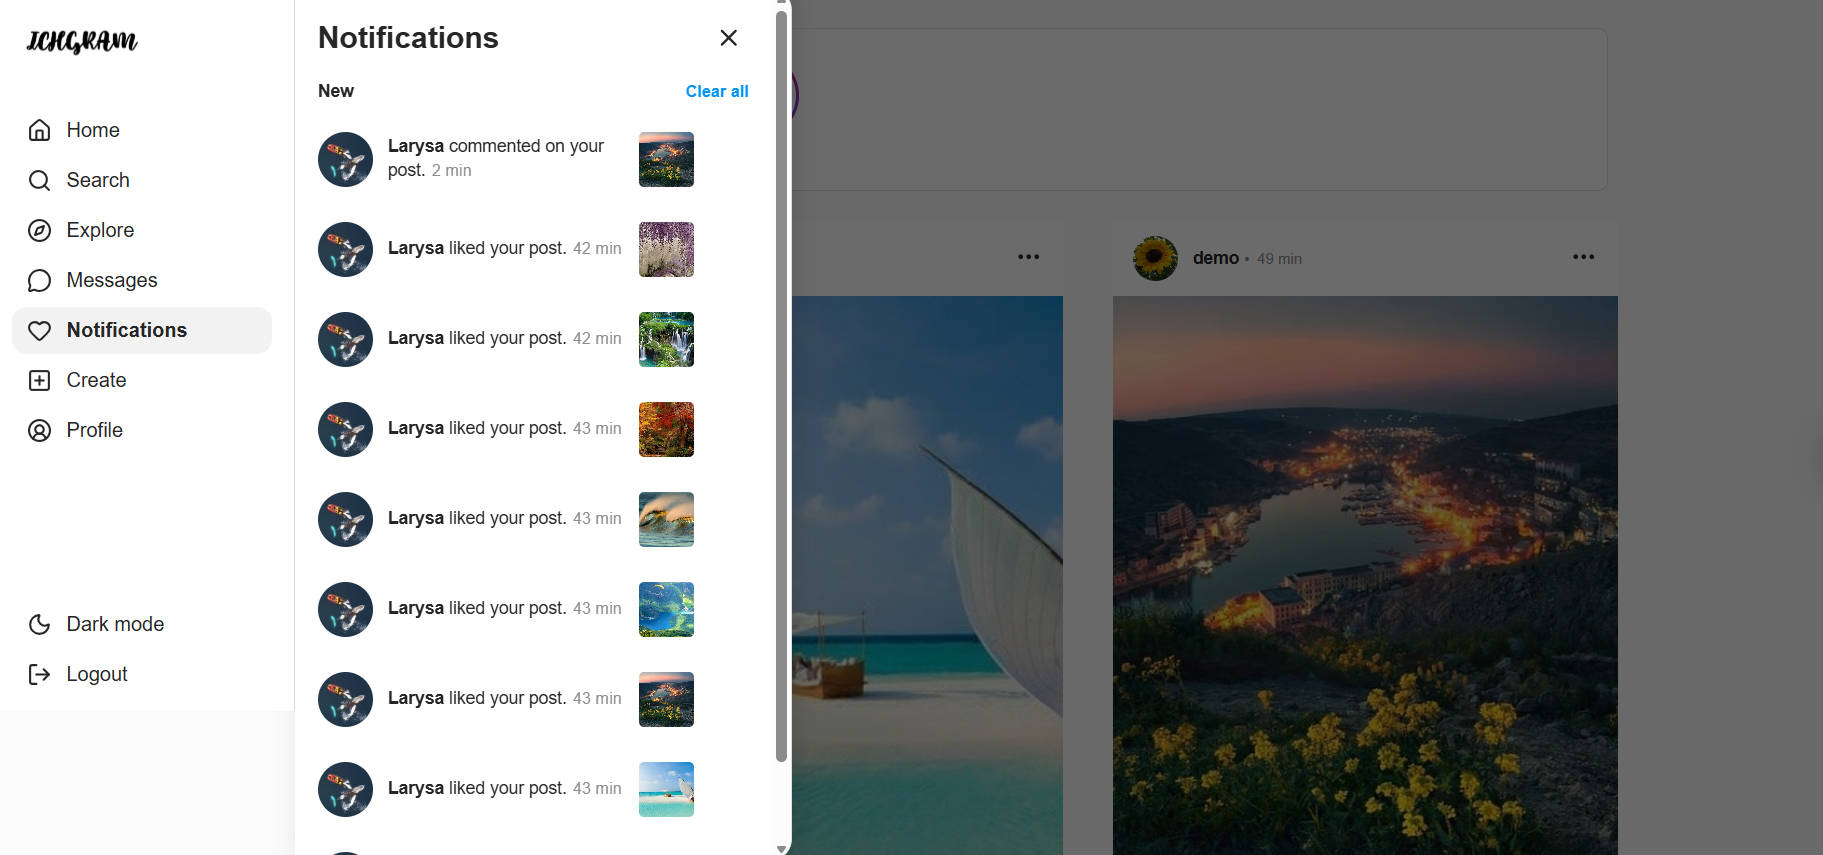 ICHGRAM
Home
Search
Explore
Messages
Notifications
Create
Profile
Dark mode
Logout
Notifications
New
Clear all
Larysa commented on your
post. 2 min
Larysa liked your post. 42 min
Larysa liked your post. 42 min
Larysa liked your post. 43 min
Larysa liked your post. 43 min
Larysa liked your post. 43 min
Larysa liked your post. 43 min
Larysa liked your post. 43 min
demo • 49 min